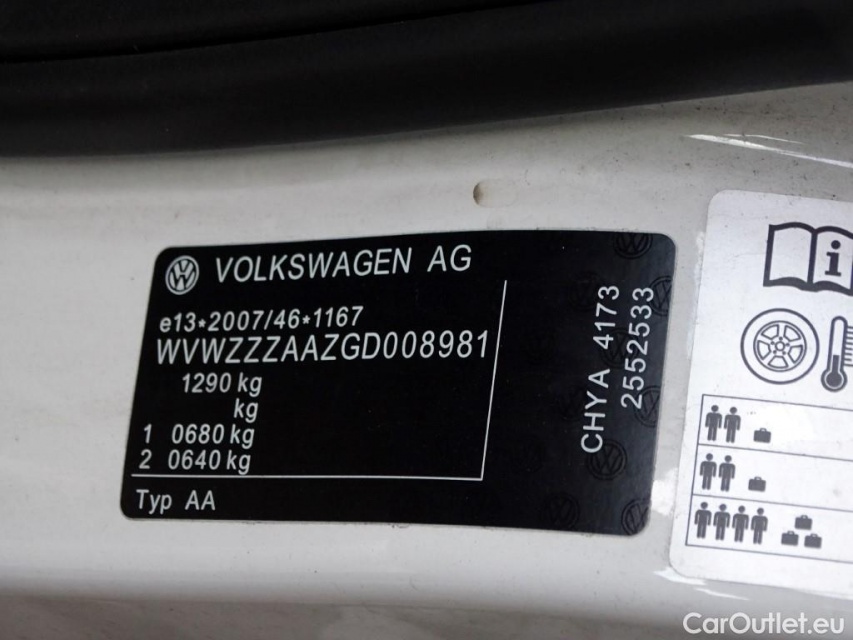 VOLKSWAGEN AG
e13*2007/46*1167
WVWZZZAAZGD008981
1290 kg
kg
1 0680 kg
2 0640 kg
Typ AA
CHYA 4173
2552533
i
CarOutlet.eu